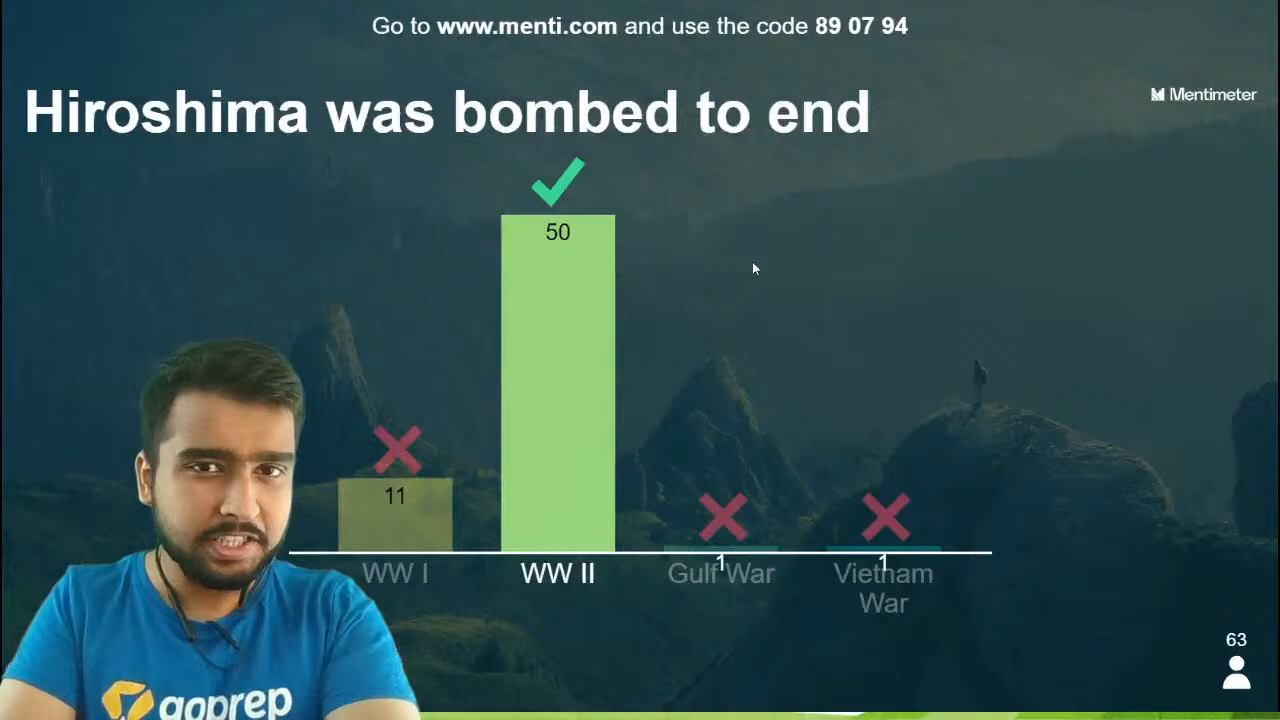 Go to www.menti.com and use the code 89 07 94
Mentimeter
Hiroshima was bombed to end
50
11
1
1
WW I
WW II
Gulf War
Vietnam
War
63
goprep